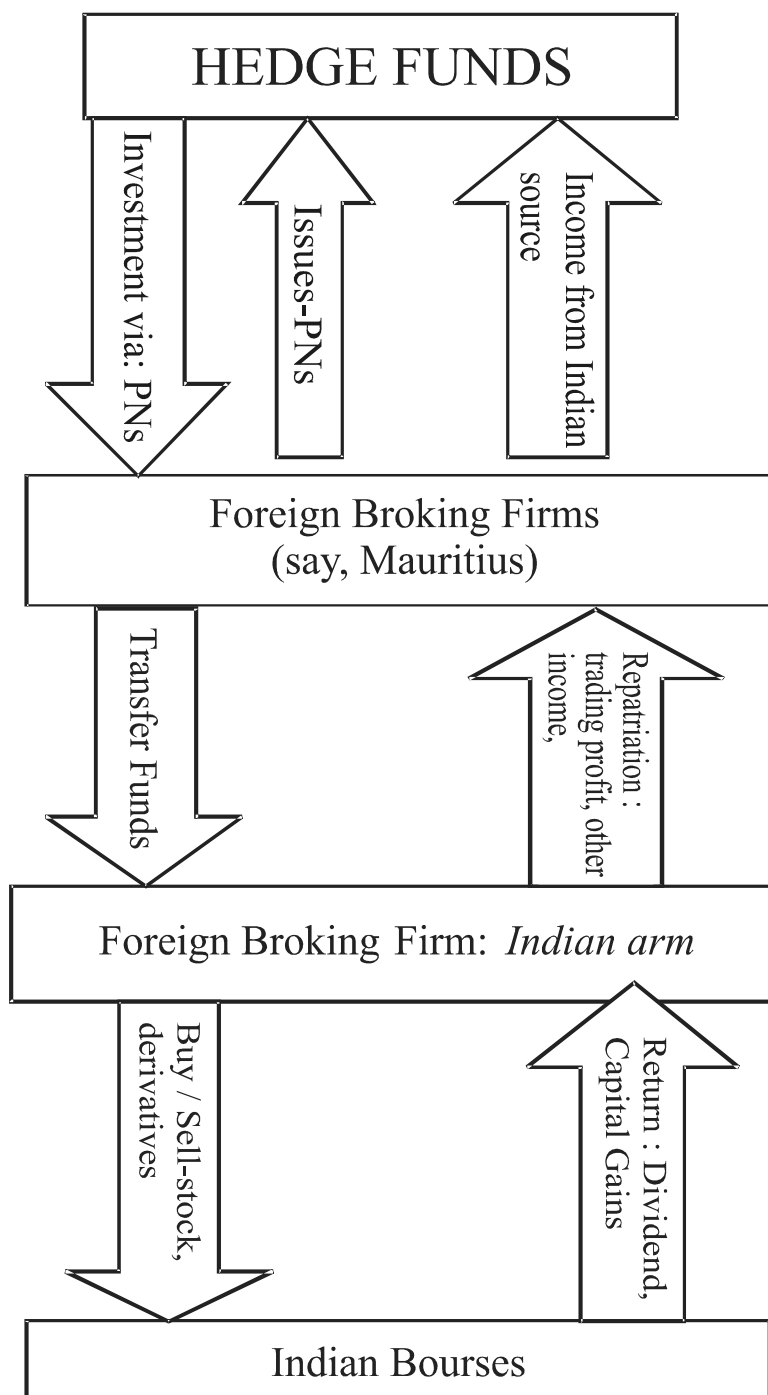 HEDGE FUNDS
Investment via: PNs
Issues-PNs
Income from Indian
source
Foreign Broking Firms
(say, Mauritius)
Transfer Funds
Repatriation :
trading profit, other
income,
Foreign Broking Firm: Indian arm
Buy / Sell-stock,
derivatives
Return : Dividend,
Capital Gains
Indian Bourses